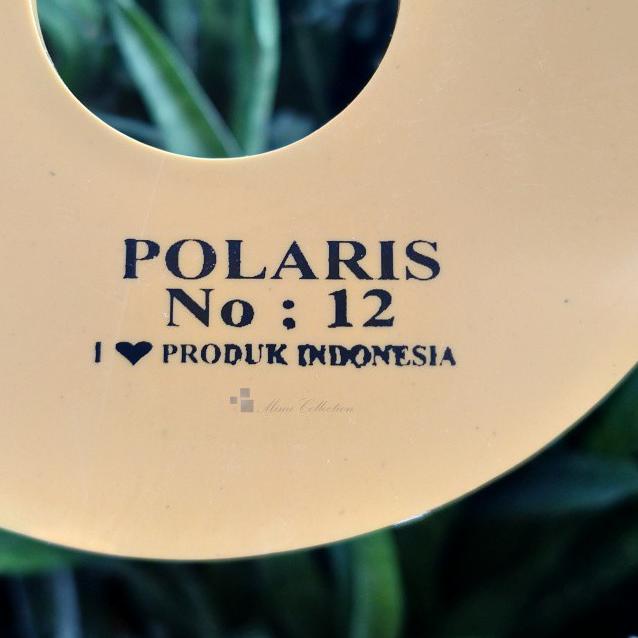 POLARIS
No : 12
I ♥ PRODUK INDONESIA
Mimi Collection